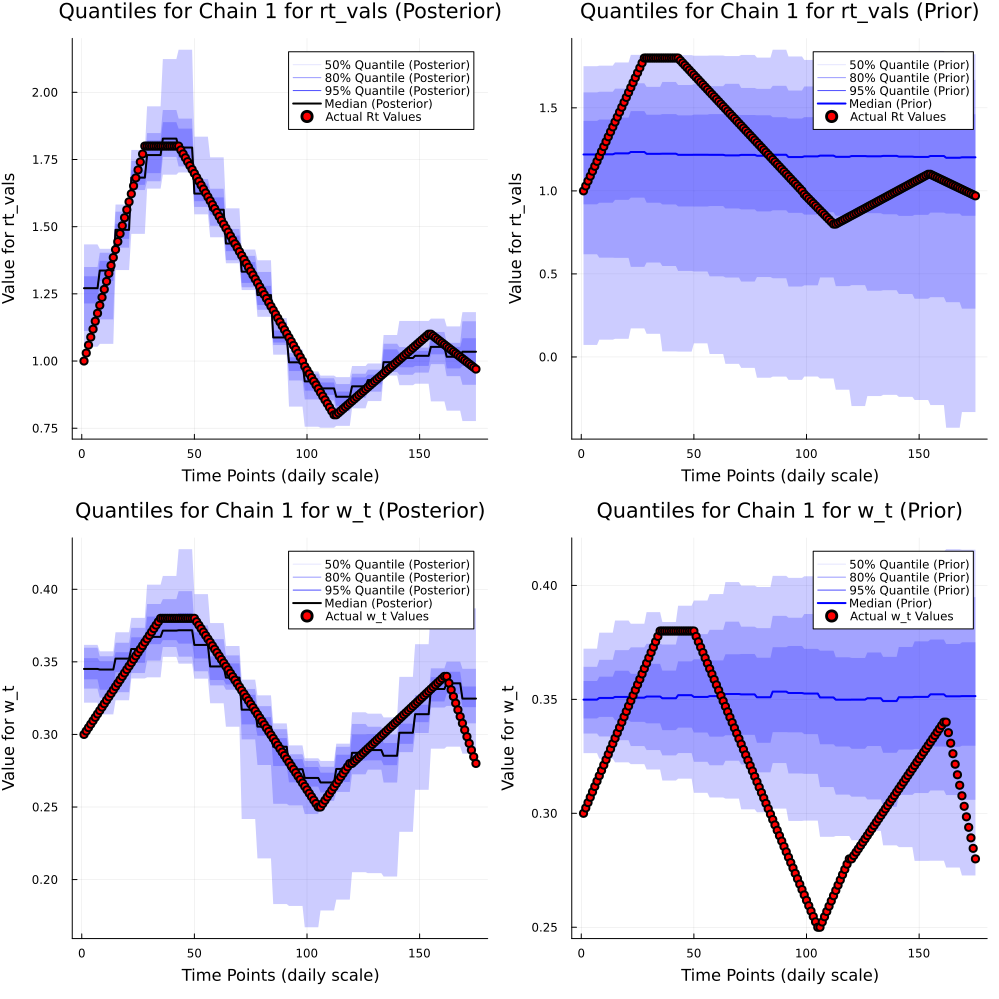 Quantiles for Chain 1 for rt_vals (Posterior)
50% Quantile (Posterior)
80% Quantile (Posterior)
95% Quantile (Posterior)
Median (Posterior)
Actual Rt Values
Value for rt_vals
2.00
1.75
1.50
1.25
1.00
0.75
0
50
100
150
Time Points (daily scale)
Quantiles for Chain 1 for rt_vals (Prior)
50% Quantile (Prior)
80% Quantile (Prior)
95% Quantile (Prior)
Median (Prior)
Actual Rt Values
Value for rt_vals
1.5
1.0
0.5
0.0
0
50
100
150
Time Points (daily scale)
Quantiles for Chain 1 for w_t (Posterior)
50% Quantile (Posterior)
80% Quantile (Posterior)
95% Quantile (Posterior)
Median (Posterior)
Actual w_t Values
Value for w_t
0.40
0.35
0.30
0.25
0.20
0
50
100
150
Time Points (daily scale)
Quantiles for Chain 1 for w_t (Prior)
50% Quantile (Prior)
80% Quantile (Prior)
95% Quantile (Prior)
Median (Prior)
Actual w_t Values
Value for w_t
0.40
0.35
0.30
0.25
0
50
100
150
Time Points (daily scale)